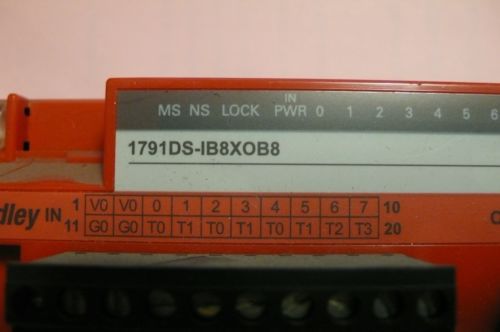 MS NS LOCK IN PWR 0 1 2 3 4 5 6
1791DS-IB8XOB8
1 V0 V0 0 1 2 3 4 5 6 7 10
dley IN
11 G0 G0 T0 T1 T0 T1 T0 T1 T2 T3 20